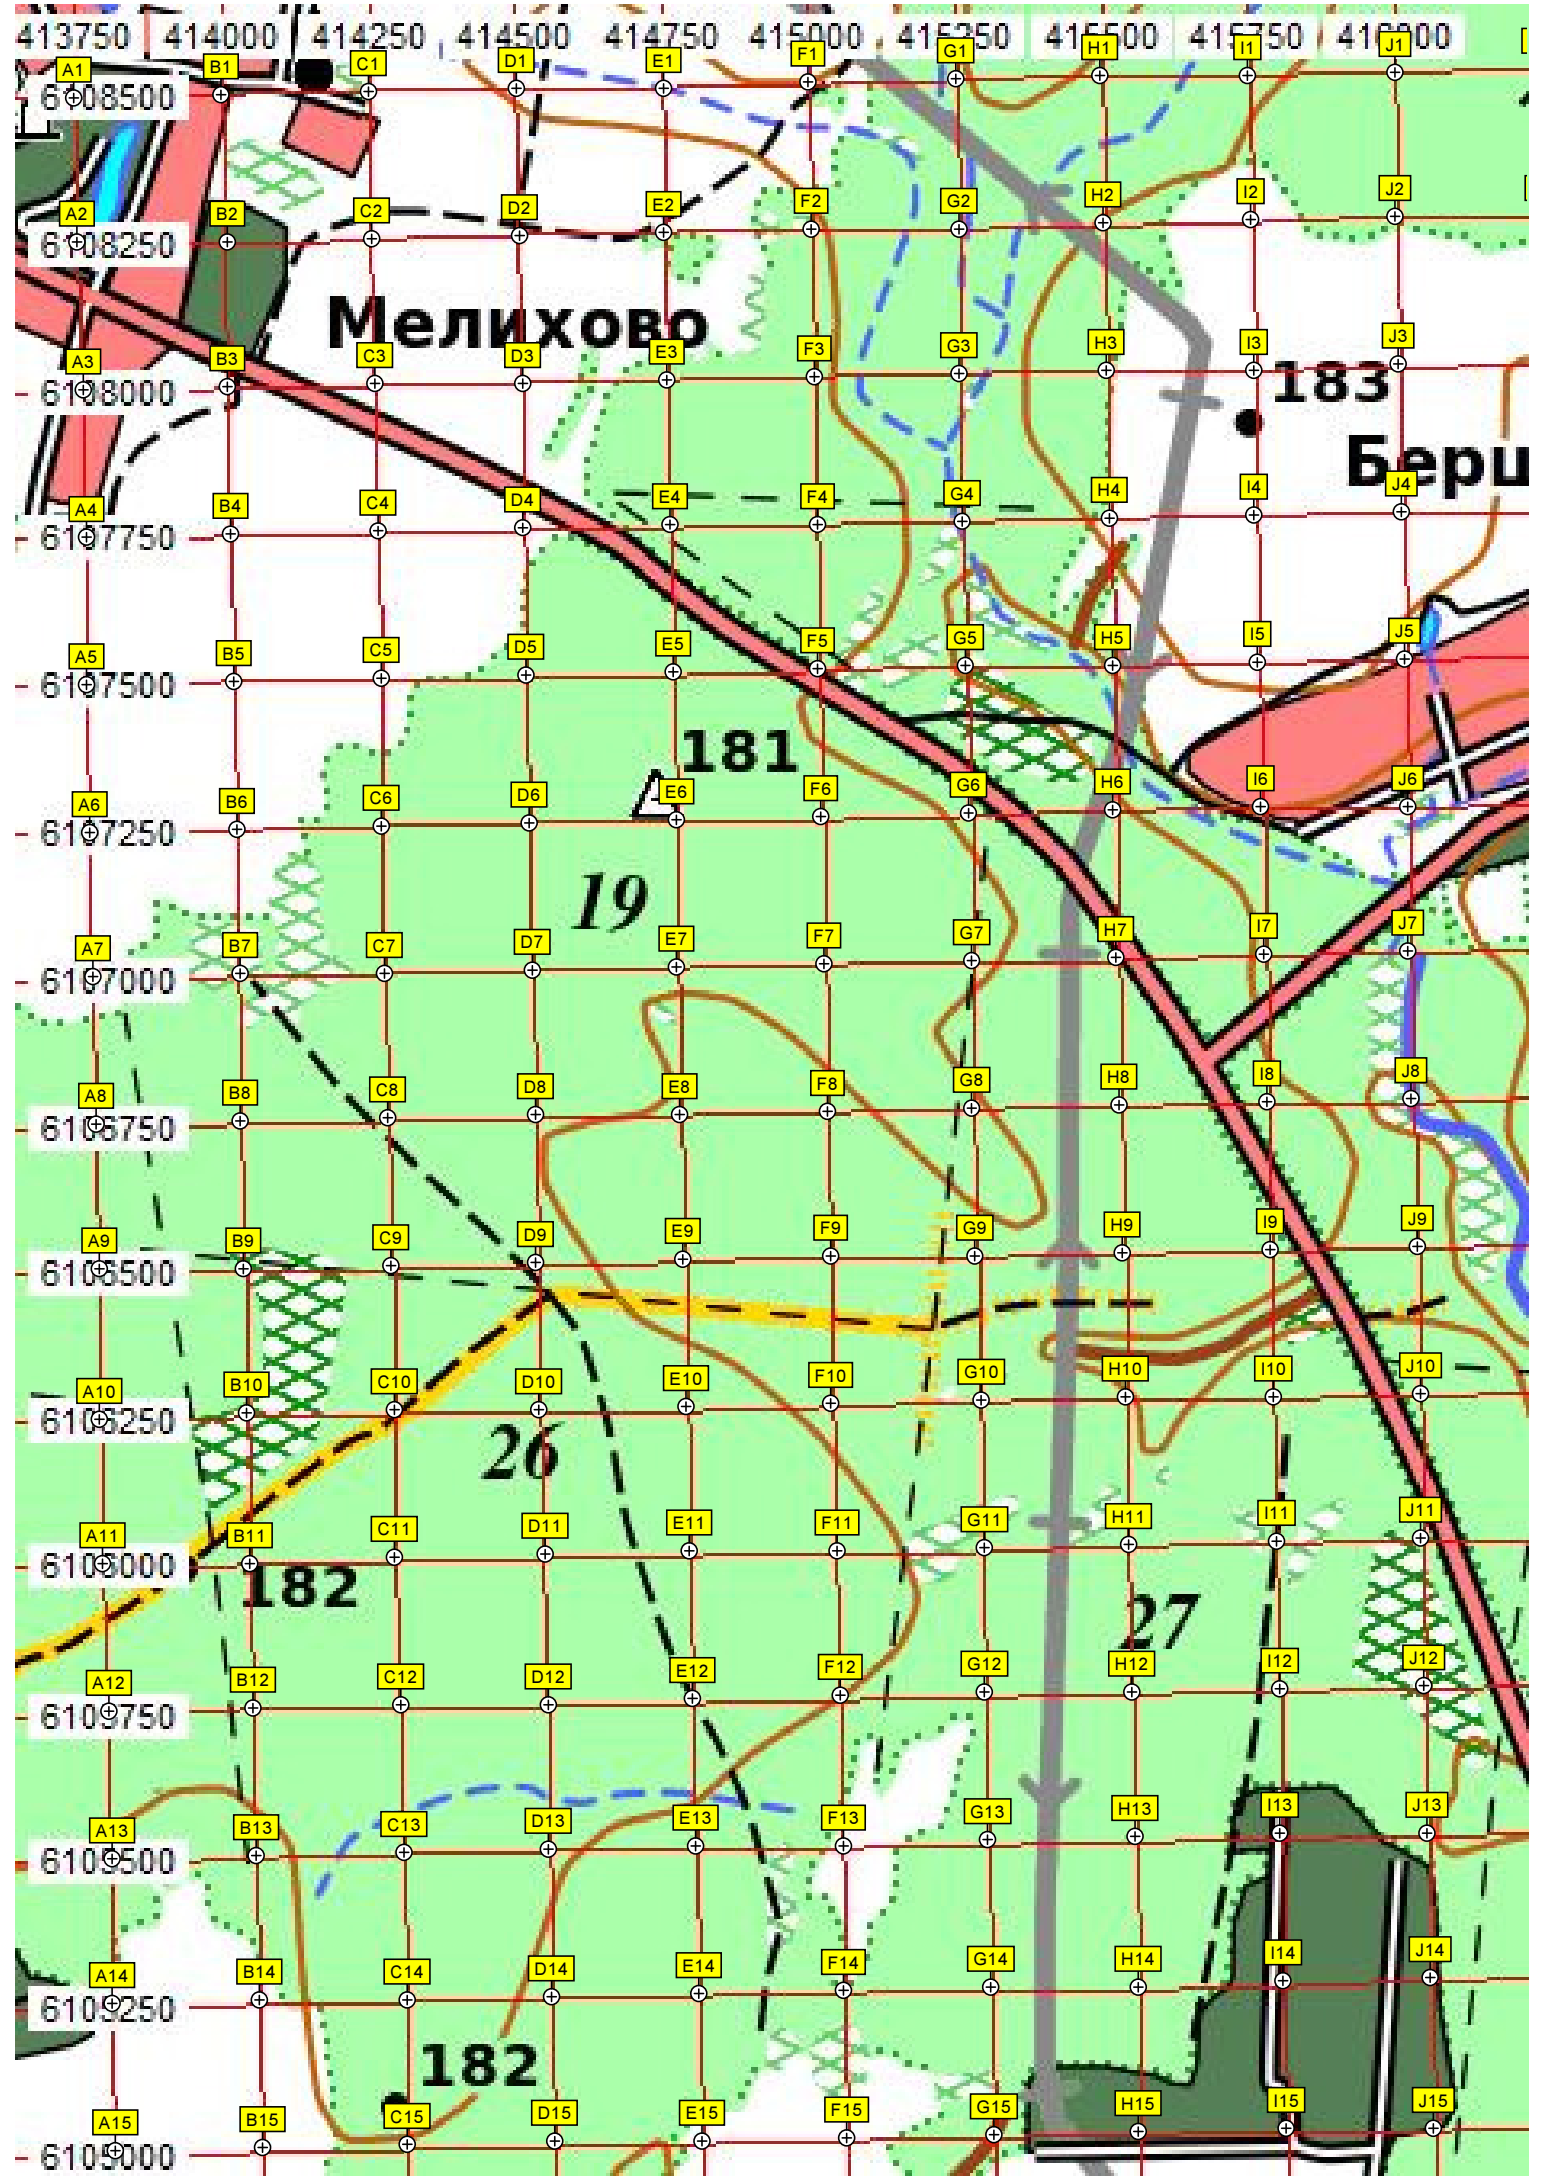 413750 414000 414250 414500 414750 415000 415250 415500 415750 416000
A1 B1 C1 D1 E1 F1 G1 H1 I1 J1
6108500
A2 B2 C2 D2 E2 F2 G2 H2 I2 J2
6108250
Мелихово
A3 B3 C3 D3 E3 F3 G3 H3 I3 J3
6108000
183
Берш
A4 B4 C4 D4 E4 F4 G4 H4 I4 J4
6107750
A5 B5 C5 D5 E5 F5 G5 H5 I5 J5
6107500
181
A6 B6 C6 D6 E6 F6 G6 H6 I6 J6
6107250
19
A7 B7 C7 D7 E7 F7 G7 H7 I7 J7
6107000
A8 B8 C8 D8 E8 F8 G8 H8 I8 J8
6106750
A9 B9 C9 D9 E9 F9 G9 H9 I9 J9
6106500
A10 B10 C10 D10 E10 F10 G10 H10 I10 J10
6106250
26
A11 B11 C11 D11 E11 F11 G11 H11 I11 J11
6106000
182
27
A12 B12 C12 D12 E12 F12 G12 H12 I12 J12
6105750
A13 B13 C13 D13 E13 F13 G13 H13 I13 J13
6105500
A14 B14 C14 D14 E14 F14 G14 H14 I14 J14
6105250
182
A15 B15 C15 D15 E15 F15 G15 H15 I15 J15
6105000